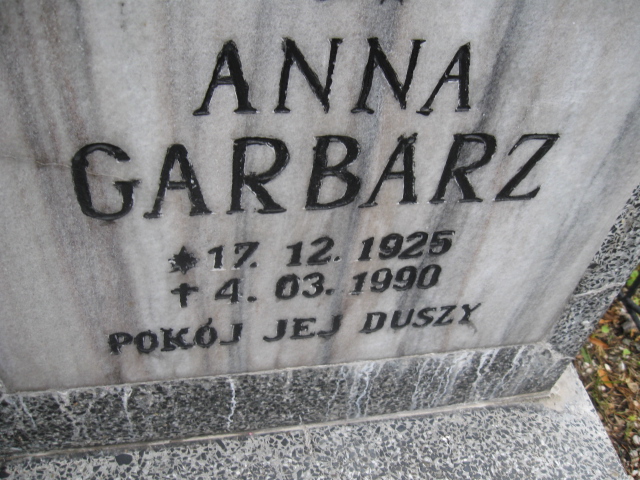 ANNA
GARBARZ
* 17. 12. 1925
✝ 4. 03. 1990
POKÓJ JEJ DUSZY